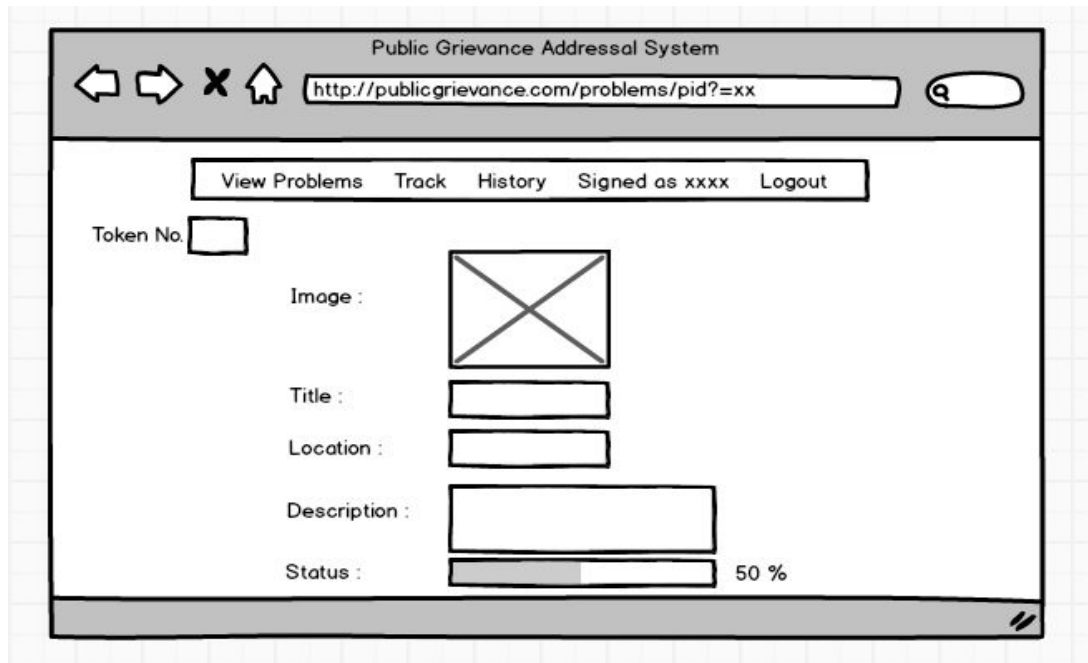 Public Grievance Addressal System
http://publicgrievance.com/problems/pid?=xx
View Problems Track History Signed as xxxx Logout
Token No.
Image :
Title :
Location :
Description :
Status : 50 %